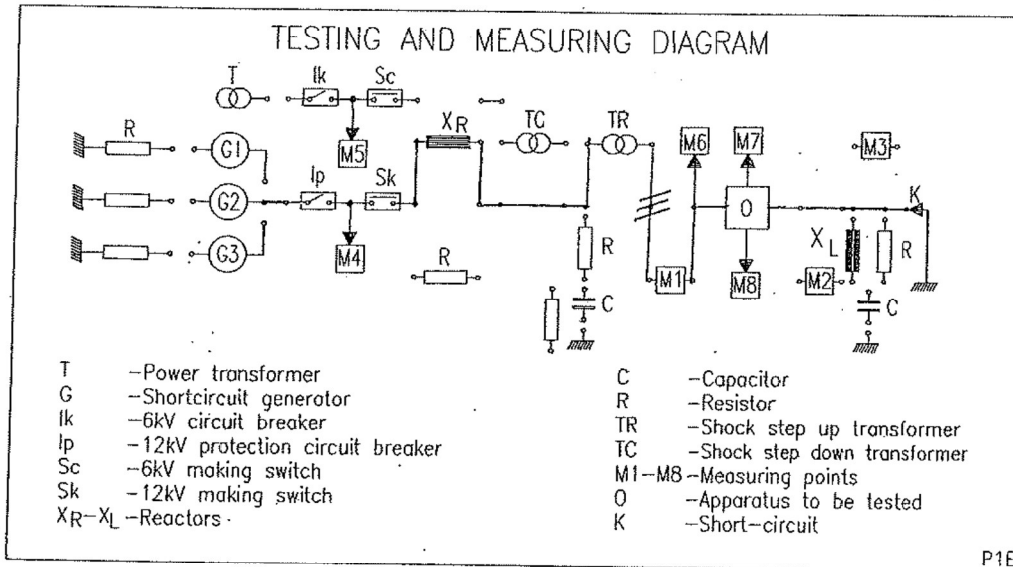 TESTING AND MEASURING DIAGRAM
T Ik Sc
R G1 M5 XR TC TR M6 M7 M3
G2 Ip Sk O K
G3 M4 R R M1 M8 XL M2 R
C C
T -Power transformer
G -Shortcircuit generator
Ik -6kV circuit breaker
Ip -12kV protection circuit breaker
Sc -6kV making switch
Sk -12kV making switch
XR-XL -Reactors
C -Capacitor
R -Resistor
TR -Shock step up transformer
TC -Shock step down transformer
M1-M8 -Measuring points
O -Apparatus to be tested
K -Short-circuit